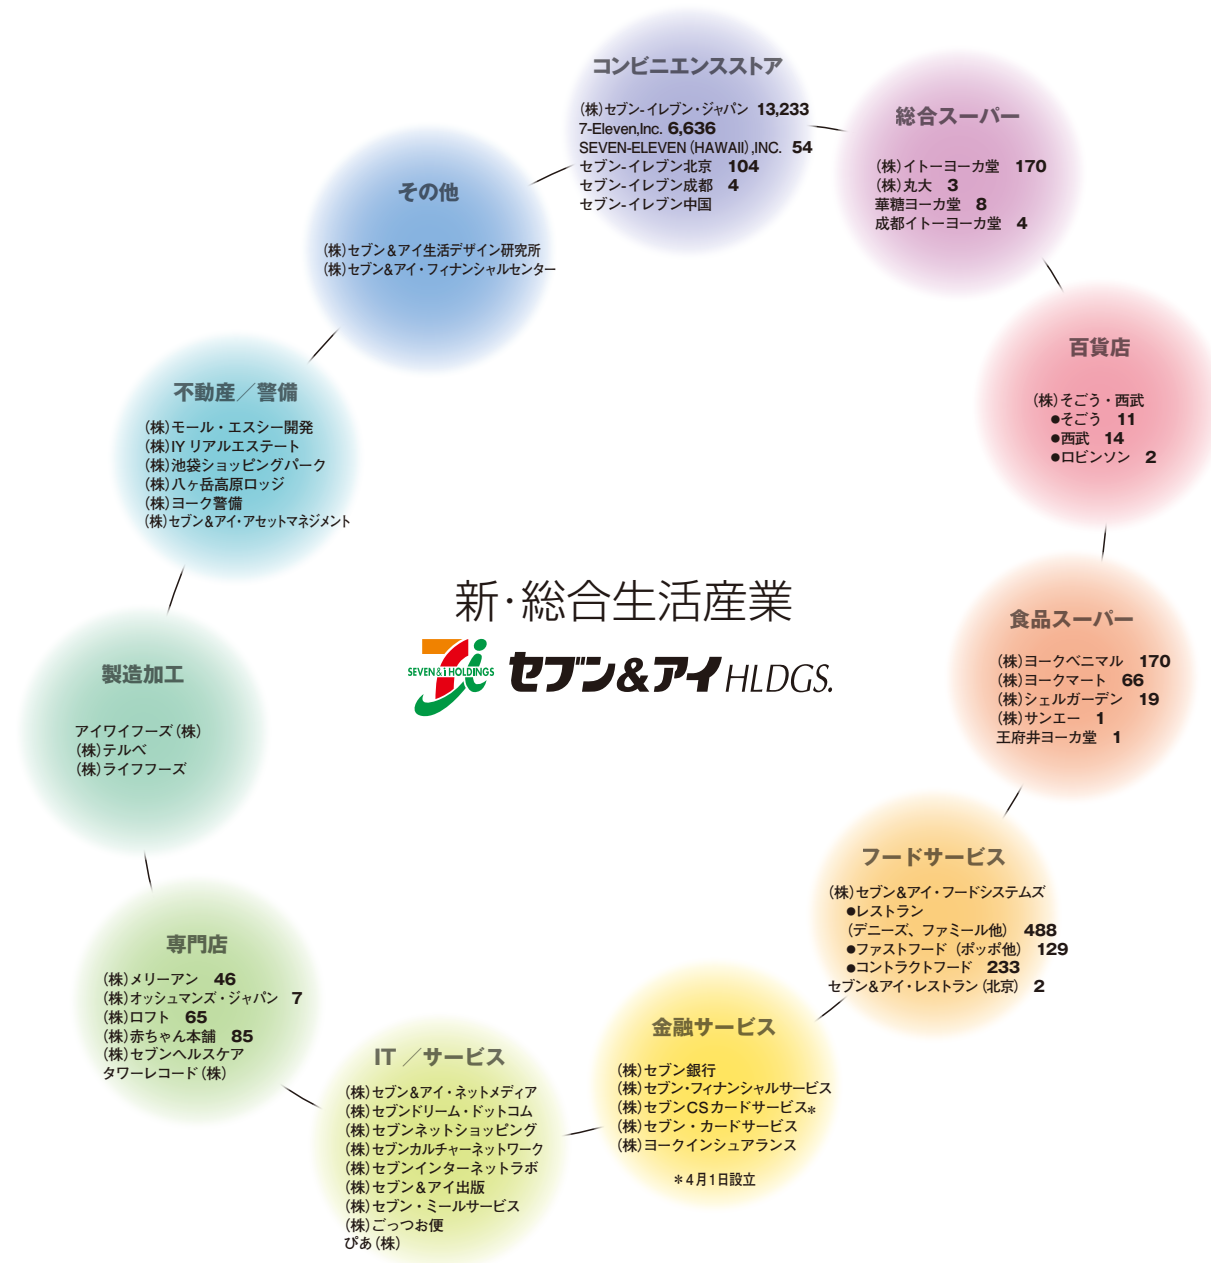 コンビニエンスストア
(株)セブン-イレブン・ジャパン 13,233
7-Eleven,Inc. 6,636
SEVEN-ELEVEN(HAWAII),INC. 54
セブン-イレブン北京 104
セブン-イレブン成都 4
セブン-イレブン中国
総合スーパー
(株)イトーヨーカ堂 170
(株)丸大 3
華糖ヨーカ堂 8
成都イトーヨーカ堂 4
百貨店
(株)そごう・西武
●そごう 11
●西武 14
●ロビンソン 2
食品スーパー
(株)ヨークベニマル 170
(株)ヨークマート 66
(株)シェルガーデン 19
(株)サンエー 1
王府井ヨーカ堂 1
フードサービス
(株)セブン&アイ・フードシステムズ
●レストラン
(デニーズ、ファミール他) 488
●ファストフード(ポッポ他) 129
●コントラクトフード 233
セブン&アイ・レストラン(北京) 2
金融サービス
(株)セブン銀行
(株)セブン・フィナンシャルサービス
(株)セブンCSカードサービス*
(株)セブン・カードサービス
(株)ヨークインシュアランス
*4月1日設立
IT／サービス
(株)セブン&アイ・ネットメディア
(株)セブンドリーム・ドットコム
(株)セブンネットショッピング
(株)セブンカルチャーネットワーク
(株)セブンインターネットラボ
(株)セブン&アイ出版
(株)セブン・ミールサービス
(株)ごっつお便
ぴあ(株)
専門店
(株)メリーアン 46
(株)オッシュマンズ・ジャパン 7
(株)ロフト 65
(株)赤ちゃん本舗 85
(株)セブンヘルスケア
タワーレコード(株)
製造加工
アイワイフーズ(株)
(株)テルベ
(株)ライフフーズ
不動産／警備
(株)モール・エスシー開発
(株)IYリアルエステート
(株)池袋ショッピングパーク
(株)八ヶ岳高原ロッジ
(株)ヨーク警備
(株)セブン&アイ・アセットマネジメント
その他
(株)セブン&アイ生活デザイン研究所
(株)セブン&アイ・フィナンシャルセンター
新・総合生活産業
SEVEN & i HOLDINGS
セブン&アイ HLDGS.